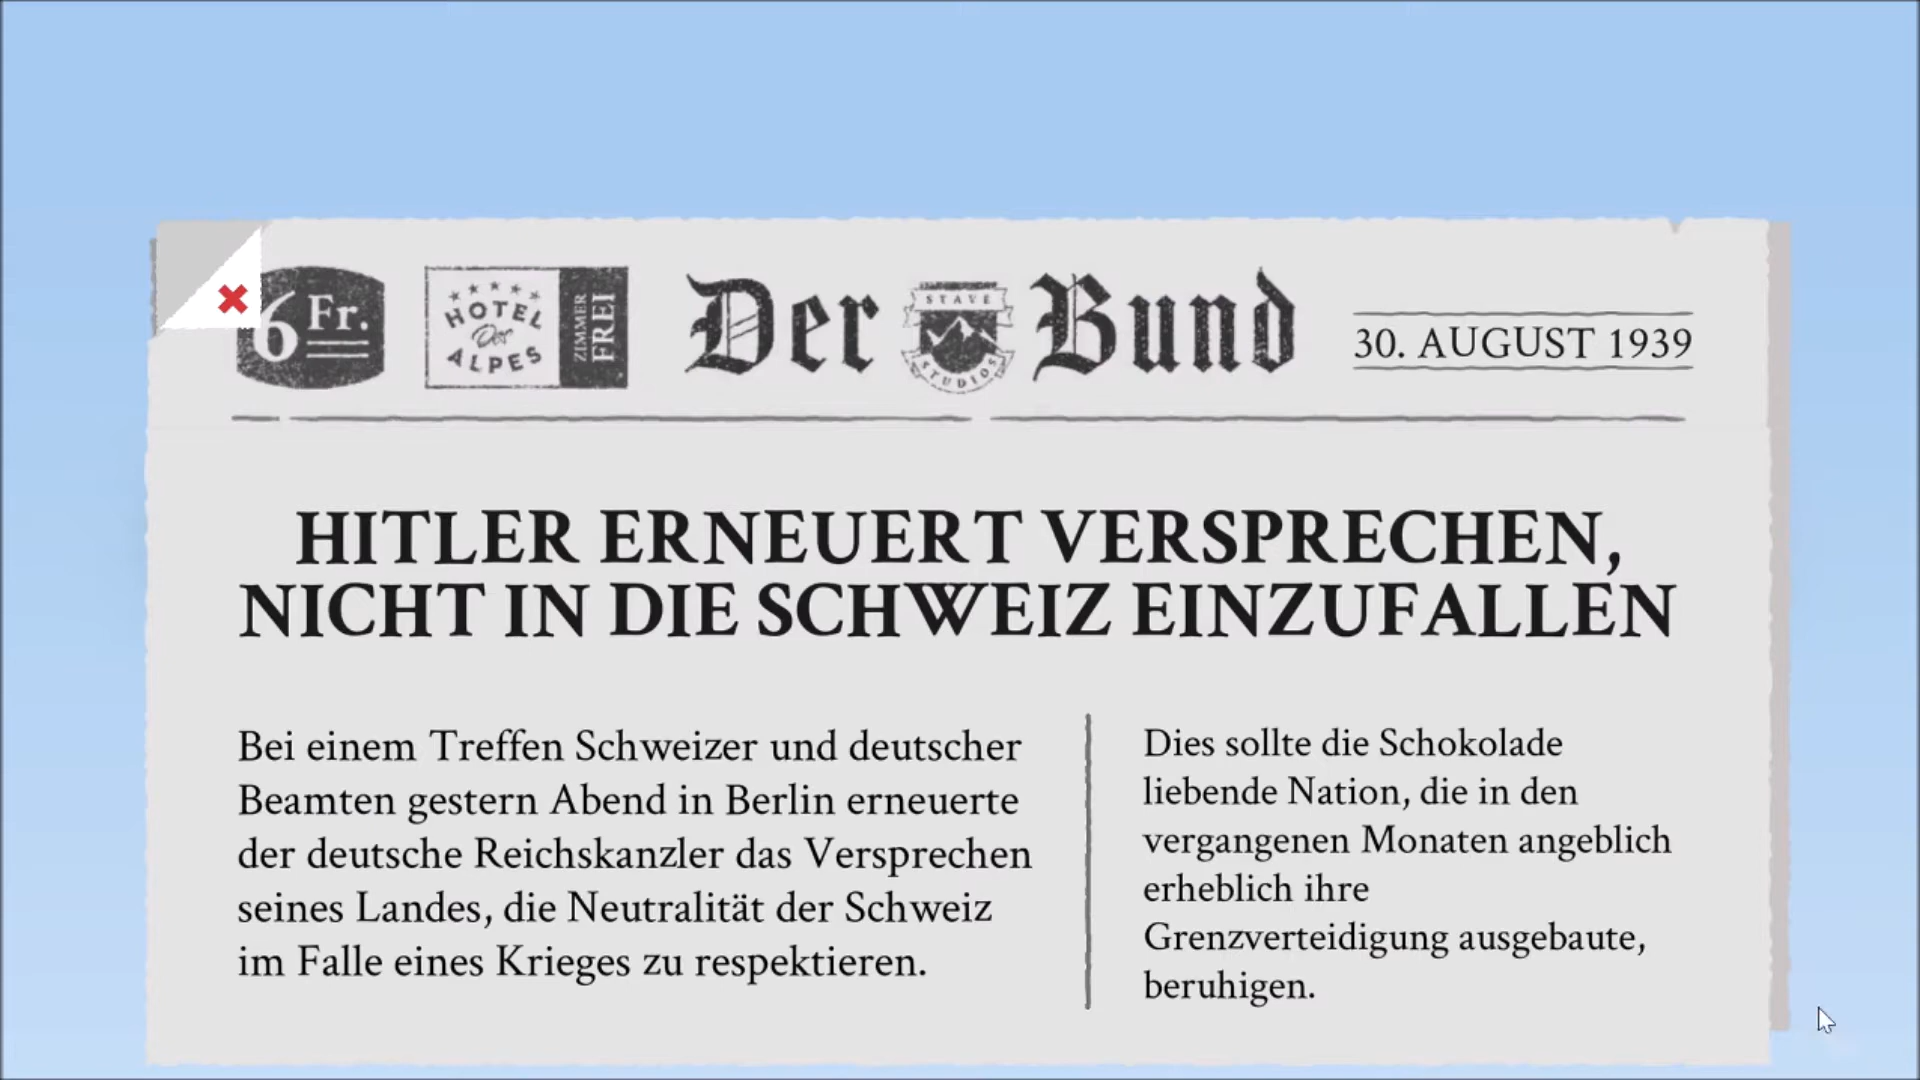 6 Fr.
HOTEL
Der
ALPES
ZIMMER
FREI
Der Bund
STAVE
STUDIOS
30. AUGUST 1939
HITLER ERNEUERT VERSPRECHEN,
NICHT IN DIE SCHWEIZ EINZUFALLEN
Bei einem Treffen Schweizer und deutscher
Beamten gestern Abend in Berlin erneuerte
der deutsche Reichskanzler das Versprechen
seines Landes, die Neutralität der Schweiz
im Falle eines Krieges zu respektieren.
Dies sollte die Schokolade
liebende Nation, die in den
vergangenen Monaten angeblich
erheblich ihre
Grenzverteidigung ausgebaute,
beruhigen.